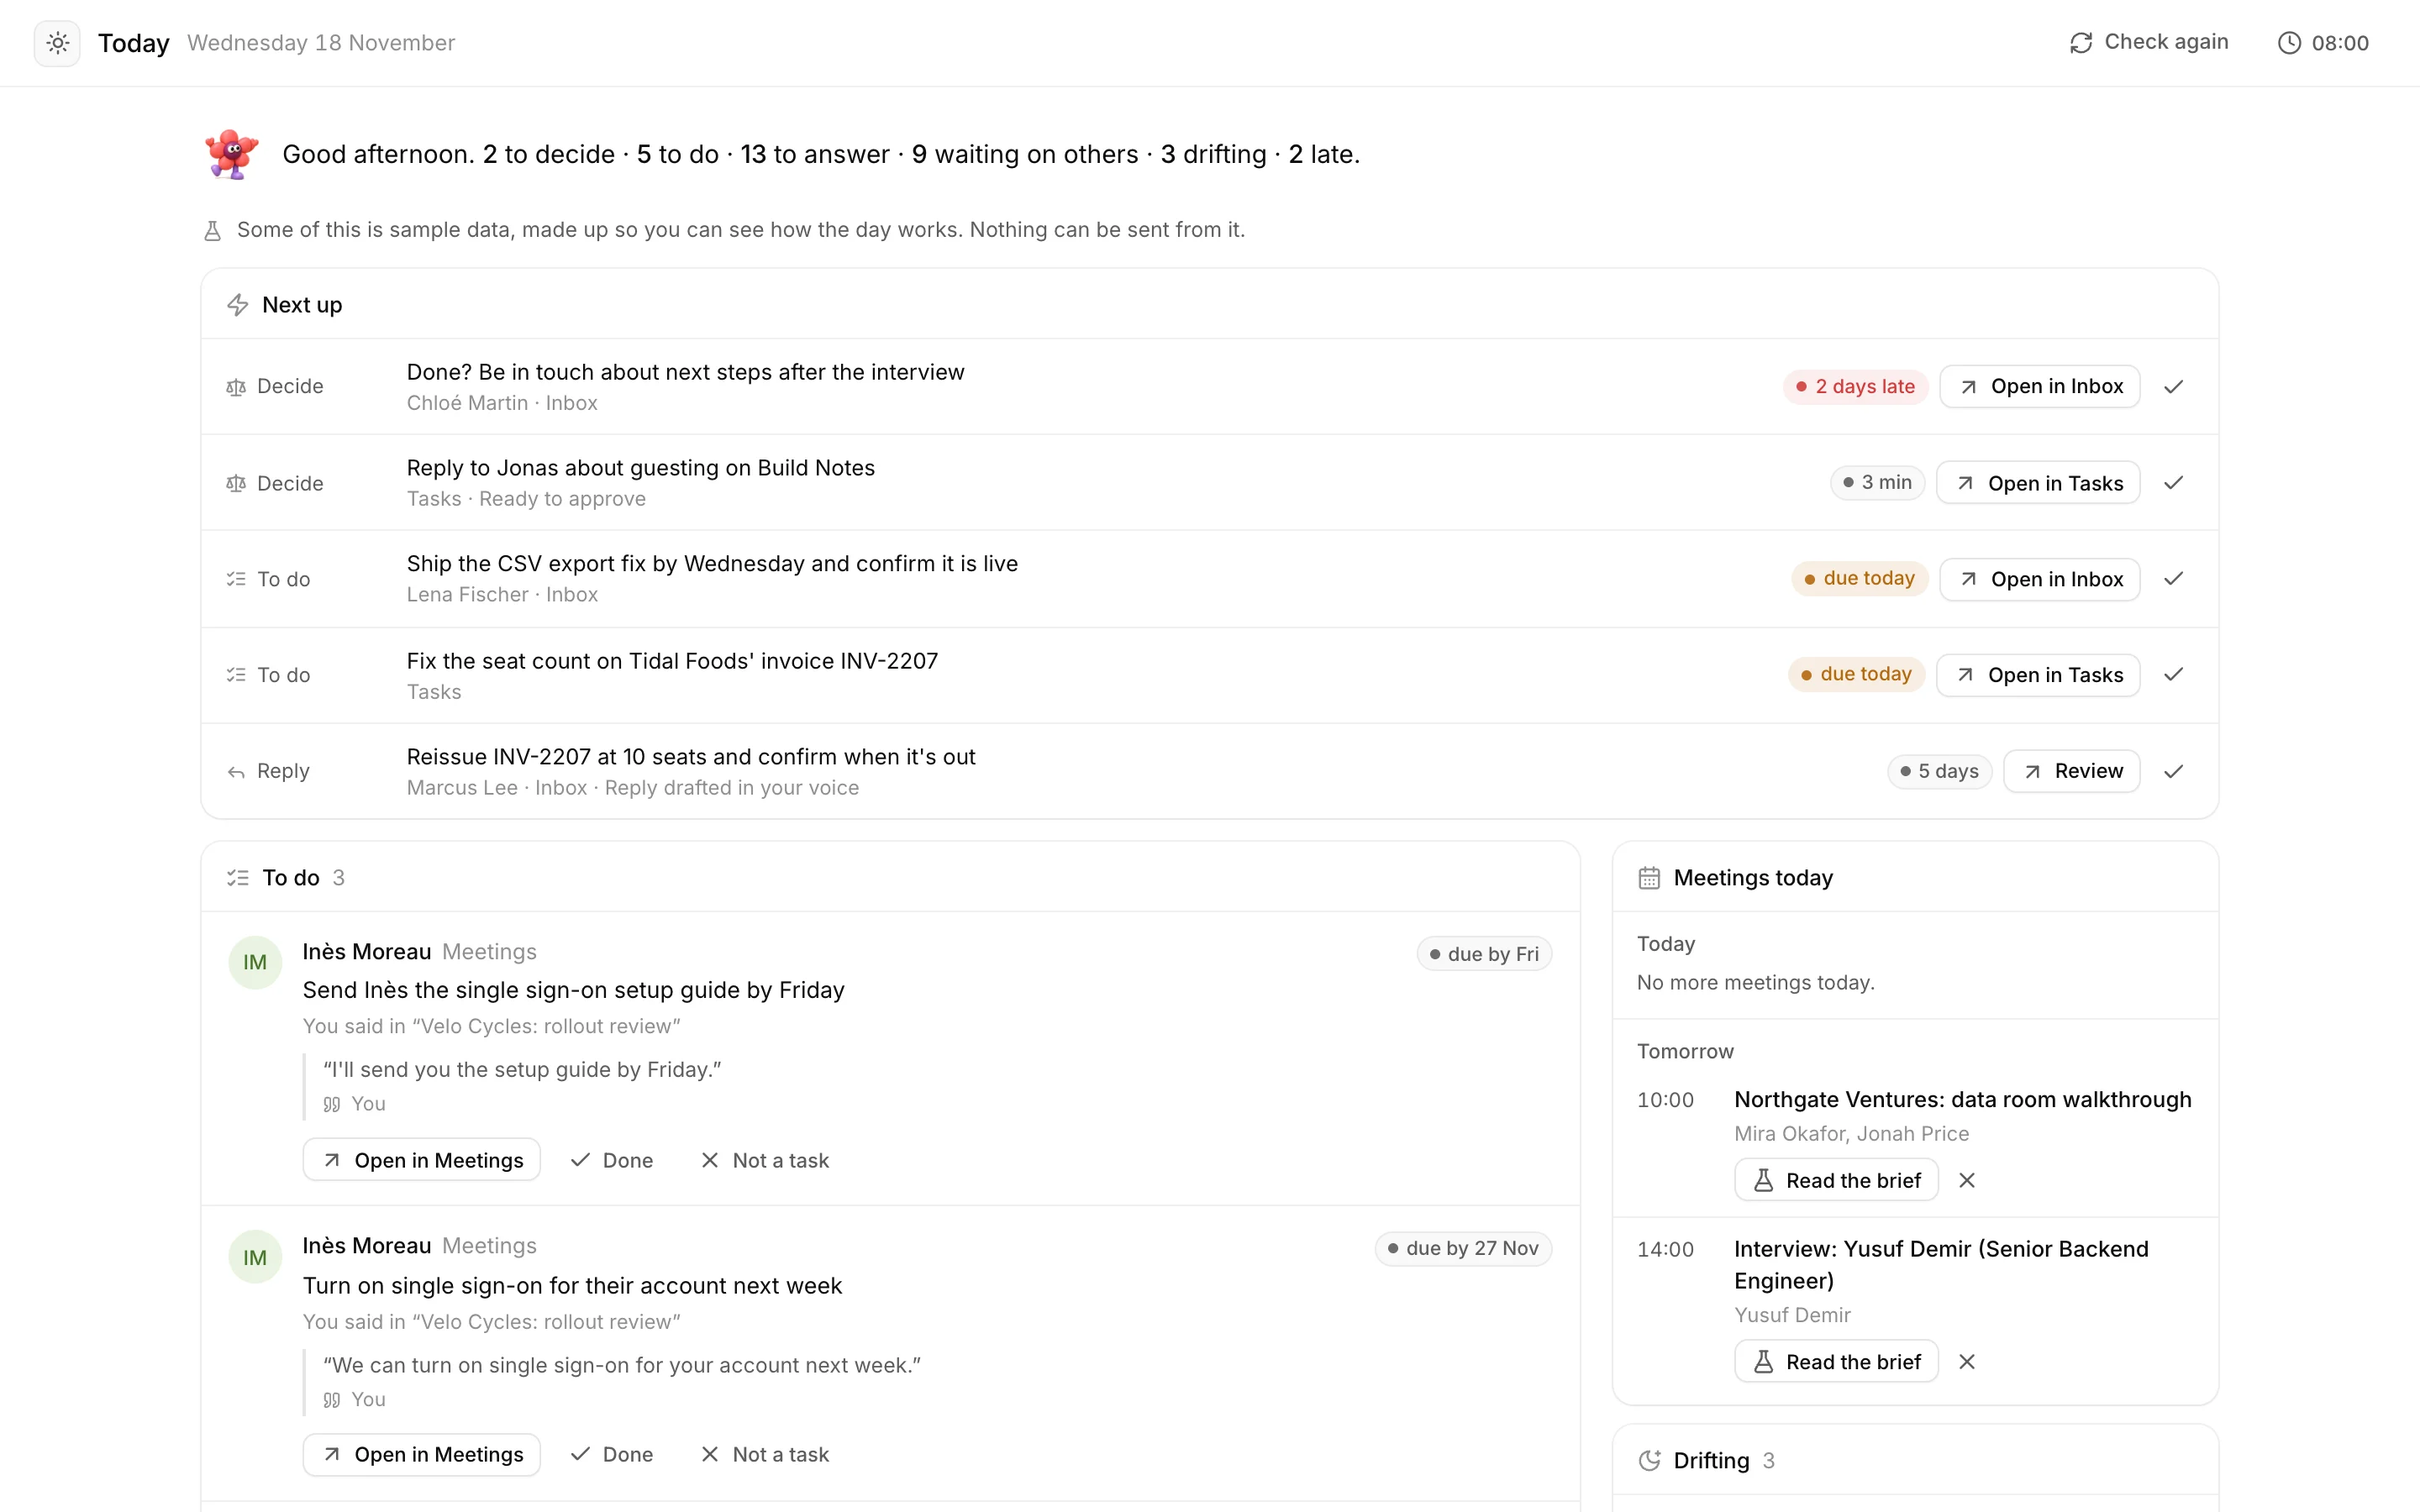 Today Wednesday 18 November
Check again
08:00
Good afternoon. 2 to decide · 5 to do · 13 to answer · 9 waiting on others · 3 drifting · 2 late.
Some of this is sample data, made up so you can see how the day works. Nothing can be sent from it.
Next up
Decide
Done? Be in touch about next steps after the interview
Chloé Martin · Inbox
2 days late
Open in Inbox
Decide
Reply to Jonas about guesting on Build Notes
Tasks · Ready to approve
3 min
Open in Tasks
To do
Ship the CSV export fix by Wednesday and confirm it is live
Lena Fischer · Inbox
due today
Open in Inbox
To do
Fix the seat count on Tidal Foods' invoice INV-2207
Tasks
due today
Open in Tasks
Reply
Reissue INV-2207 at 10 seats and confirm when it's out
Marcus Lee · Inbox · Reply drafted in your voice
5 days
Review
To do 3
IM
Inès Moreau Meetings
due by Fri
Send Inès the single sign-on setup guide by Friday
You said in “Velo Cycles: rollout review”
“I'll send you the setup guide by Friday.”
You
Open in Meetings
Done
Not a task
IM
Inès Moreau Meetings
due by 27 Nov
Turn on single sign-on for their account next week
You said in “Velo Cycles: rollout review”
“We can turn on single sign-on for your account next week.”
You
Open in Meetings
Done
Not a task
Meetings today
Today
No more meetings today.
Tomorrow
10:00
Northgate Ventures: data room walkthrough
Mira Okafor, Jonah Price
Read the brief
14:00
Interview: Yusuf Demir (Senior Backend
Engineer)
Yusuf Demir
Read the brief
Drifting 3